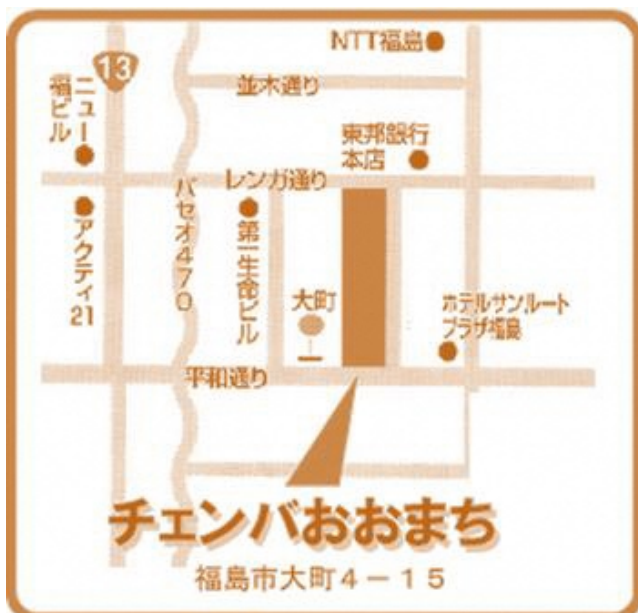 NTT福島
13
並木通り
ニュー
福ビル
東邦銀行
本店
レンガ通り
パセオ470
アクティ21
第一生命ビル
大町
ホテルサンルート
プラザ福島
平和通り
チェンバおおまち
福島市大町4-15